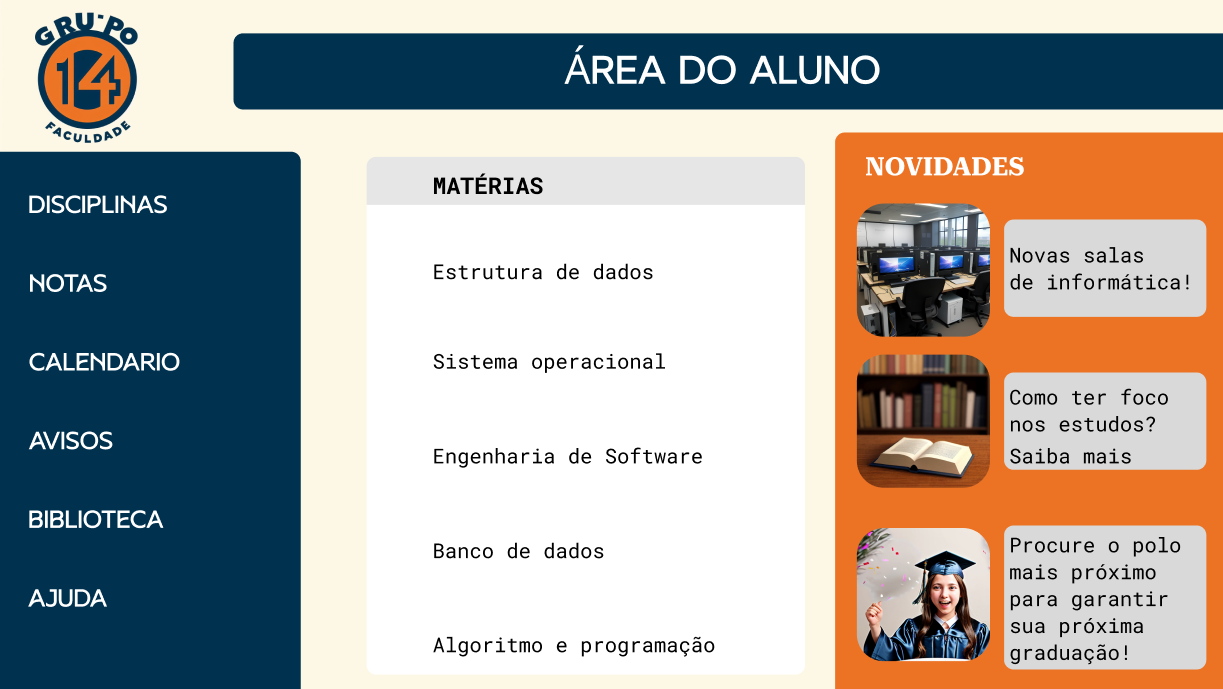 GRU-PO
14
FACULDADE
ÁREA DO ALUNO
DISCIPLINAS
NOTAS
CALENDARIO
AVISOS
BIBLIOTECA
AJUDA
MATÉRIAS
Estrutura de dados
Sistema operacional
Engenharia de Software
Banco de dados
Algoritmo e programação
NOVIDADES
Novas salas
de informática!
Como ter foco
nos estudos?
Saiba mais
Procure o polo
mais próximo
para garantir
sua próxima
graduação!